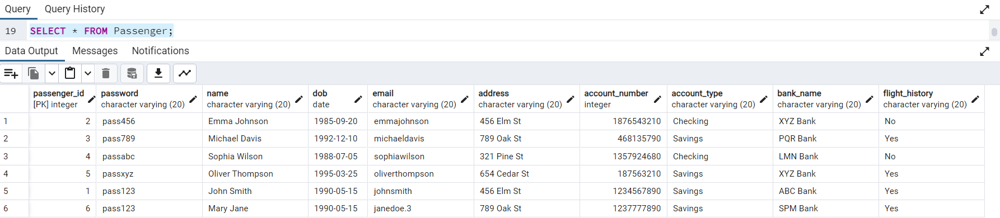 Query Query History
19 SELECT * FROM Passenger;
Data Output Messages Notifications
passenger_id password name dob email address account_number account_type bank_name flight_history
[PK] integer character varying (20) character varying (20) date character varying (20) character varying (20) integer character varying (20) character varying (20) character varying (20)
1 2 pass456 Emma Johnson 1985-09-20 emmajohnson 456 Elm St 1876543210 Checking XYZ Bank No
2 3 pass789 Michael Davis 1992-12-10 michaeldavis 789 Oak St 468135790 Savings PQR Bank Yes
3 4 passabc Sophia Wilson 1988-07-05 sophiawilson 321 Pine St 1357924680 Checking LMN Bank No
4 5 passxyz Oliver Thompson 1995-03-25 oliverthompson 654 Cedar St 187563210 Savings XYZ Bank Yes
5 1 pass123 John Smith 1990-05-15 johnsmith 456 Elm St 1234567890 Savings ABC Bank Yes
6 6 pass123 Mary Jane 1990-05-15 janedoe.3 789 Oak St 1237777890 Savings SPM Bank Yes